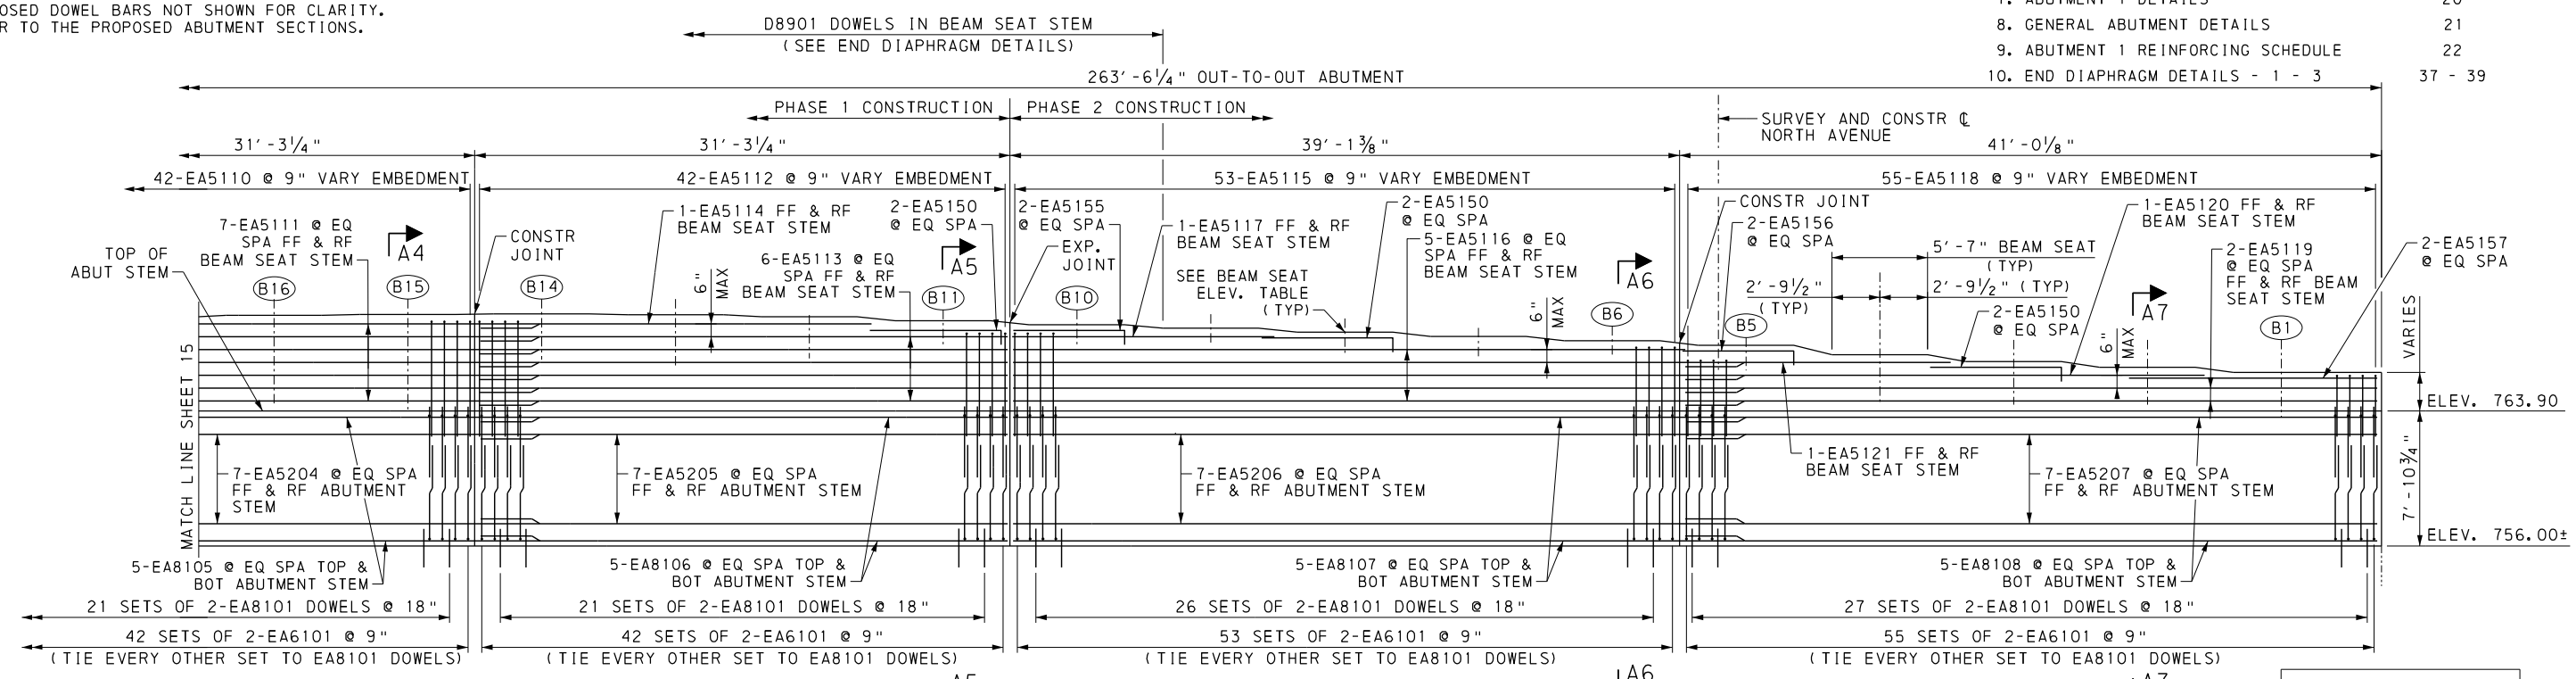 OSED DOWEL BARS NOT SHOWN FOR CLARITY.
R TO THE PROPOSED ABUTMENT SECTIONS.
ABUTMENT 1 DETAILS 20
8. GENERAL ABUTMENT DETAILS 21
9. ABUTMENT 1 REINFORCING SCHEDULE 22
10. END DIAPHRAGM DETAILS - 1 - 3 37 - 39
D8901 DOWELS IN BEAM SEAT STEM
(SEE END DIAPHRAGM DETAILS)
263'-6¼" OUT-TO-OUT ABUTMENT
PHASE 1 CONSTRUCTION
PHASE 2 CONSTRUCTION
SURVEY AND CONSTR ℄
NORTH AVENUE
31'-3¼"
31'-3¼"
39'-1⅜"
41'-0⅛"
42-EA5110 @ 9" VARY EMBEDMENT
42-EA5112 @ 9" VARY EMBEDMENT
53-EA5115 @ 9" VARY EMBEDMENT
55-EA5118 @ 9" VARY EMBEDMENT
7-EA5111 @ EQ
SPA FF & RF
BEAM SEAT STEM
A4
TOP OF
ABUT STEM
B16
B15
CONSTR
JOINT
B14
1-EA5114 FF & RF
BEAM SEAT STEM
6" MAX
6-EA5113 @ EQ
SPA FF & RF
BEAM SEAT STEM
2-EA5150
@ EQ SPA
A5
B11
2-EA5155
@ EQ SPA
EXP.
JOINT
B10
1-EA5117 FF & RF
BEAM SEAT STEM
SEE BEAM SEAT
ELEV. TABLE
(TYP)
2-EA5150
@ EQ SPA
5-EA5116 @ EQ
SPA FF & RF
BEAM SEAT STEM
6" MAX
A6
B6
CONSTR JOINT
2-EA5156
@ EQ SPA
B5
5'-7" BEAM SEAT
(TYP)
2'-9½"
(TYP)
2'-9½" (TYP)
2-EA5150
@ EQ SPA
1-EA5120 FF & RF
BEAM SEAT STEM
6" MAX
A7
2-EA5119
@ EQ SPA
FF & RF BEAM
SEAT STEM
B1
2-EA5157
@ EQ SPA
VARIES
ELEV. 763.90
7'-10¾"
ELEV. 756.00±
MATCH LINE SHEET 15
7-EA5204 @ EQ SPA
FF & RF ABUTMENT
STEM
7-EA5205 @ EQ SPA
FF & RF ABUTMENT STEM
7-EA5206 @ EQ SPA
FF & RF ABUTMENT STEM
1-EA5121 FF & RF
BEAM SEAT STEM
7-EA5207 @ EQ SPA
FF & RF ABUTMENT STEM
5-EA8105 @ EQ SPA TOP &
BOT ABUTMENT STEM
5-EA8106 @ EQ SPA TOP &
BOT ABUTMENT STEM
5-EA8107 @ EQ SPA TOP &
BOT ABUTMENT STEM
5-EA8108 @ EQ SPA TOP &
BOT ABUTMENT STEM
21 SETS OF 2-EA8101 DOWELS @ 18"
21 SETS OF 2-EA8101 DOWELS @ 18"
26 SETS OF 2-EA8101 DOWELS @ 18"
27 SETS OF 2-EA8101 DOWELS @ 18"
42 SETS OF 2-EA6101 @ 9"
(TIE EVERY OTHER SET TO EA8101 DOWELS)
42 SETS OF 2-EA6101 @ 9"
(TIE EVERY OTHER SET TO EA8101 DOWELS)
53 SETS OF 2-EA6101 @ 9"
(TIE EVERY OTHER SET TO EA8101 DOWELS)
55 SETS OF 2-EA6101 @ 9"
(TIE EVERY OTHER SET TO EA8101 DOWELS)
A5
A6
A7